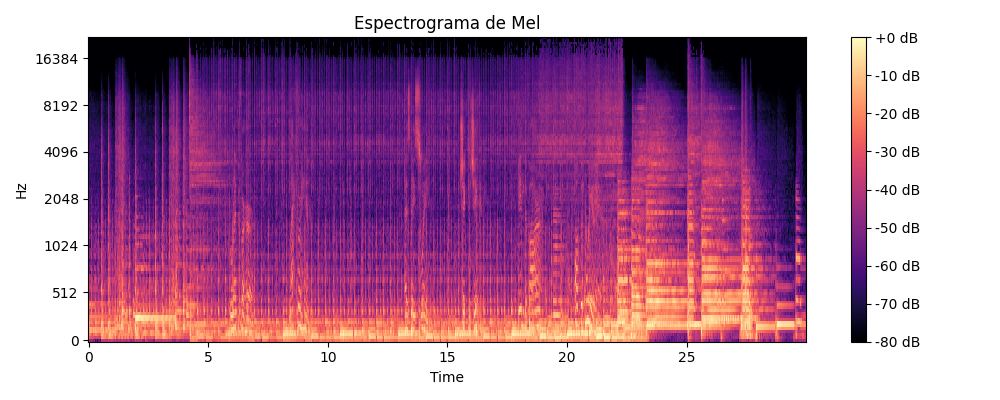 Espectrograma de Mel
Hz
16384
8192
4096
2048
1024
512
0
0 5 10 15 20 25
Time
+0 dB
-10 dB
-20 dB
-30 dB
-40 dB
-50 dB
-60 dB
-70 dB
-80 dB